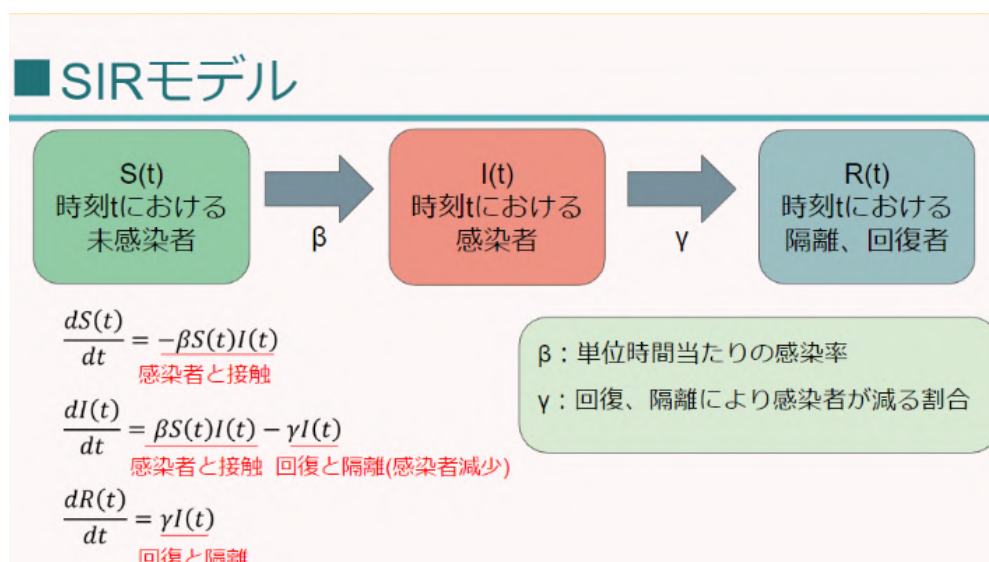 ■SIRモデル
S(t)
時刻tにおける
未感染者
β
I(t)
時刻tにおける
感染者
γ
R(t)
時刻tにおける
隔離、回復者
dS(t)/dt = −βS(t)I(t)
感染者と接触
dI(t)/dt = βS(t)I(t) − γI(t)
感染者と接触 回復と隔離(感染者減少)
dR(t)/dt = γI(t)
回復と隔離
β：単位時間当たりの感染率
γ：回復、隔離により感染者が減る割合